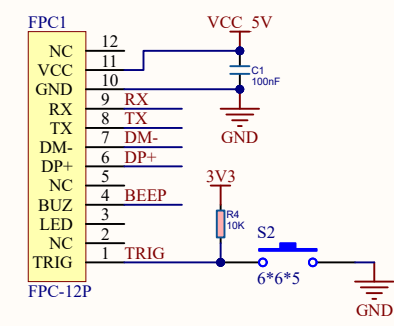 FPC1
VCC 5V
NC 12
VCC 11
C1
100nF
GND 10
RX 9 RX
GND
TX 8 TX
DM- 7 DM-
DP+ 6 DP+
NC 5
3V3
BUZ 4 BEEP
LED 3
R4
10K
S2
NC 2
TRIG 1 TRIG
6*6*5
FPC-12P
GND